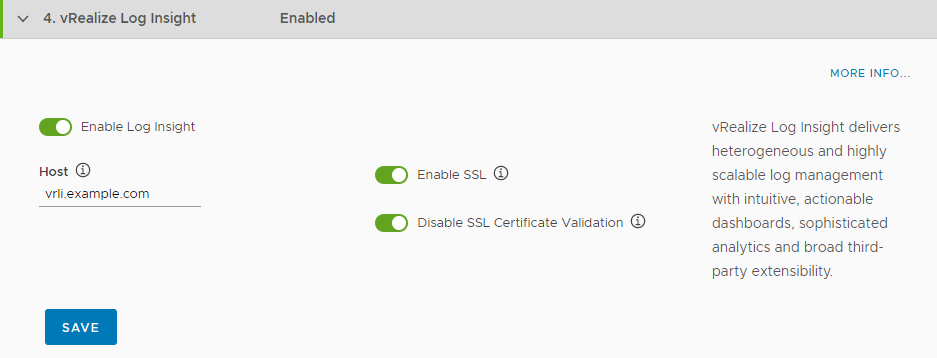 4. vRealize Log Insight Enabled
MORE INFO...
Enable Log Insight
Host
vrli.example.com
Enable SSL
Disable SSL Certificate Validation
vRealize Log Insight delivers
heterogeneous and highly
scalable log management
with intuitive, actionable
dashboards, sophisticated
analytics and broad third-
party extensibility.
SAVE